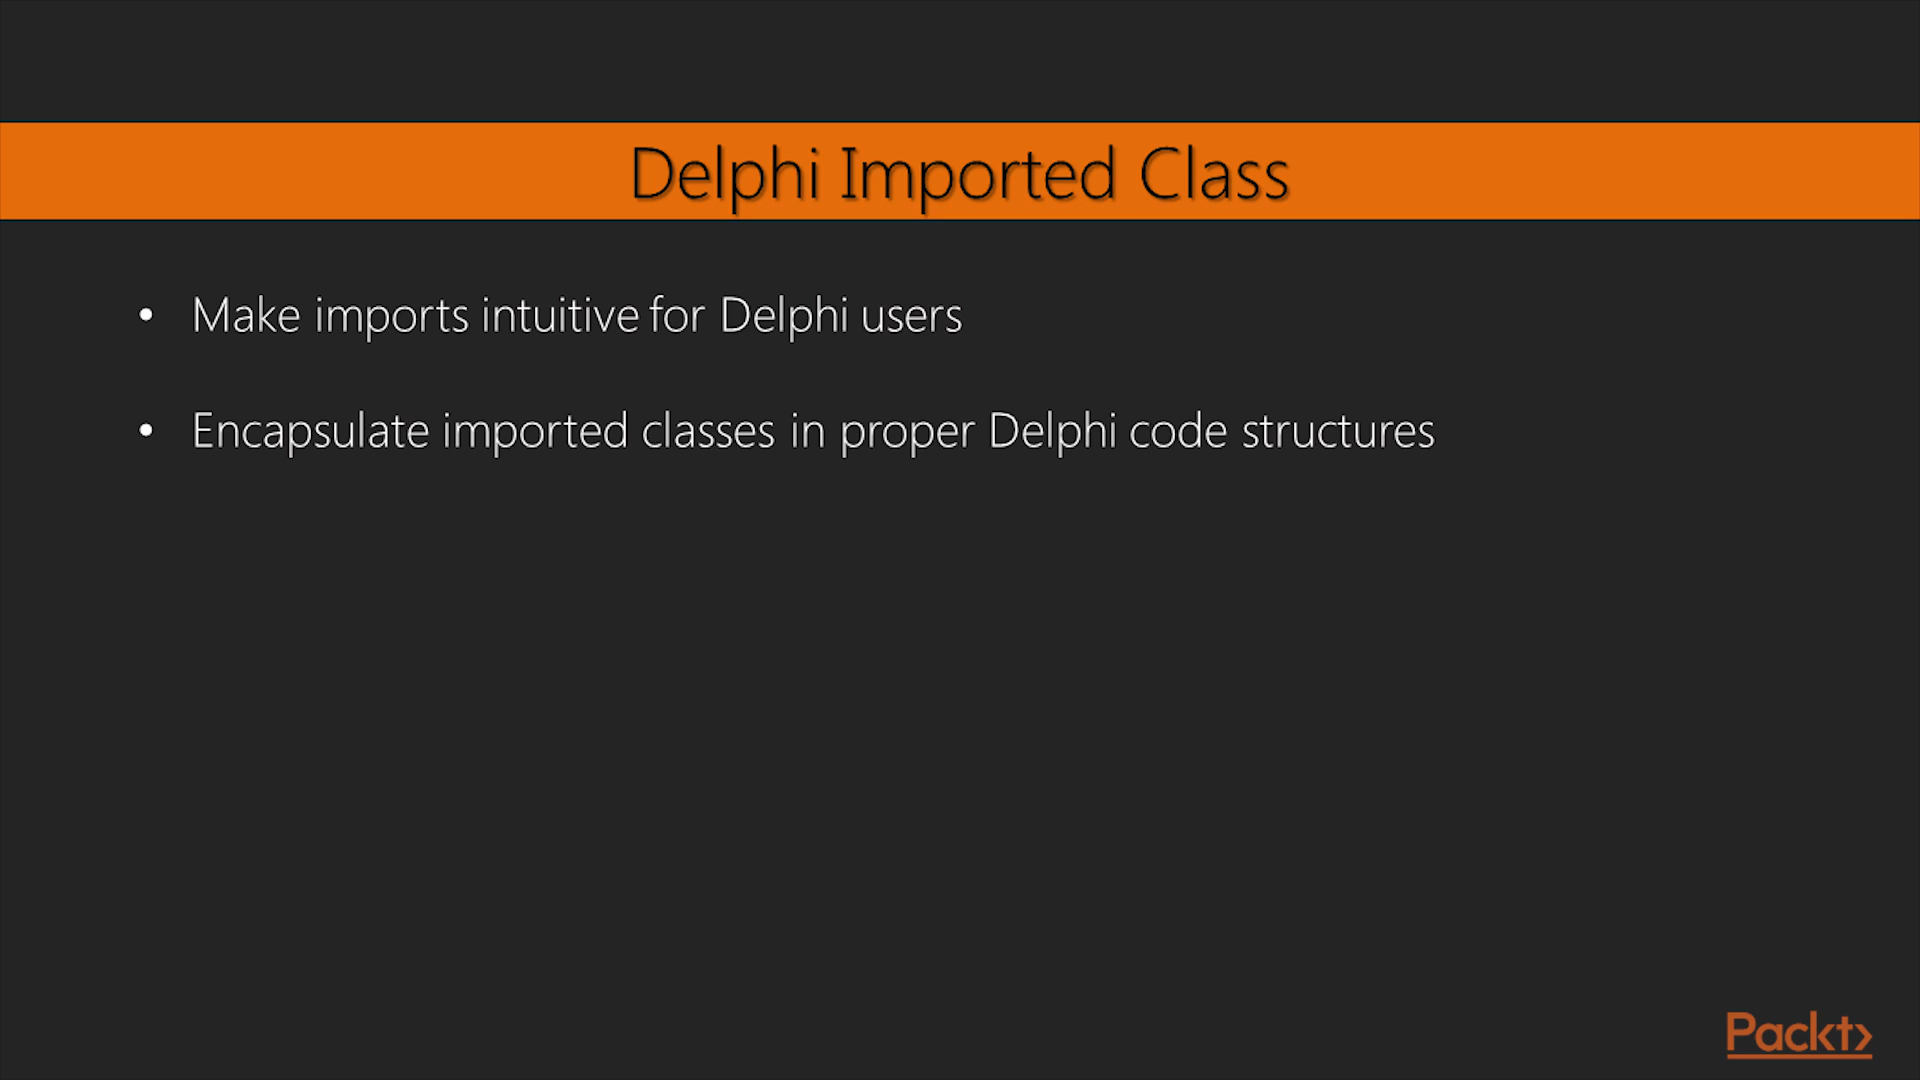 Delphi Imported Class
• Make imports intuitive for Delphi users
• Encapsulate imported classes in proper Delphi code structures
Packt>